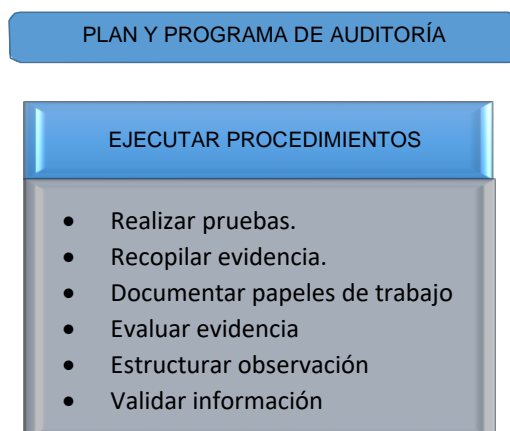 PLAN Y PROGRAMA DE AUDITORÍA
EJECUTAR PROCEDIMIENTOS
• Realizar pruebas.
• Recopilar evidencia.
• Documentar papeles de trabajo
• Evaluar evidencia
• Estructurar observación
• Validar información